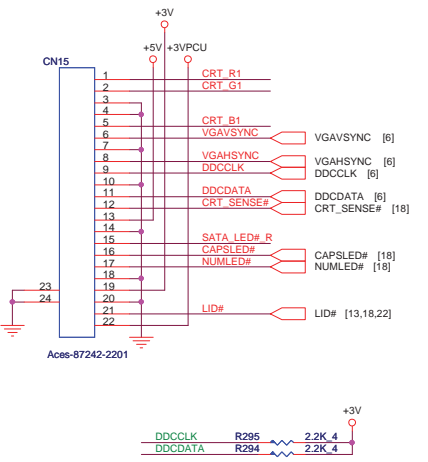 +3V
+5V +3VPCU
CN15
1 CRT_R1
2 CRT_G1
3
4
5 CRT_B1
6 VGAVSYNC VGAVSYNC [6]
7
8 VGAHSYNC VGAHSYNC [6]
9 DDCCLK DDCCLK [6]
10
11 DDCDATA DDCDATA [6]
12 CRT_SENSE# CRT_SENSE# [18]
13
14
15 SATA_LED#_R
16 CAPSLED# CAPSLED# [18]
17 NUMLED# NUMLED# [18]
18
23 19
24 20
21 LID# LID# [13,18,22]
22
Aces-87242-2201
+3V
DDCCLK R295 2.2K_4
DDCDATA R294 2.2K_4